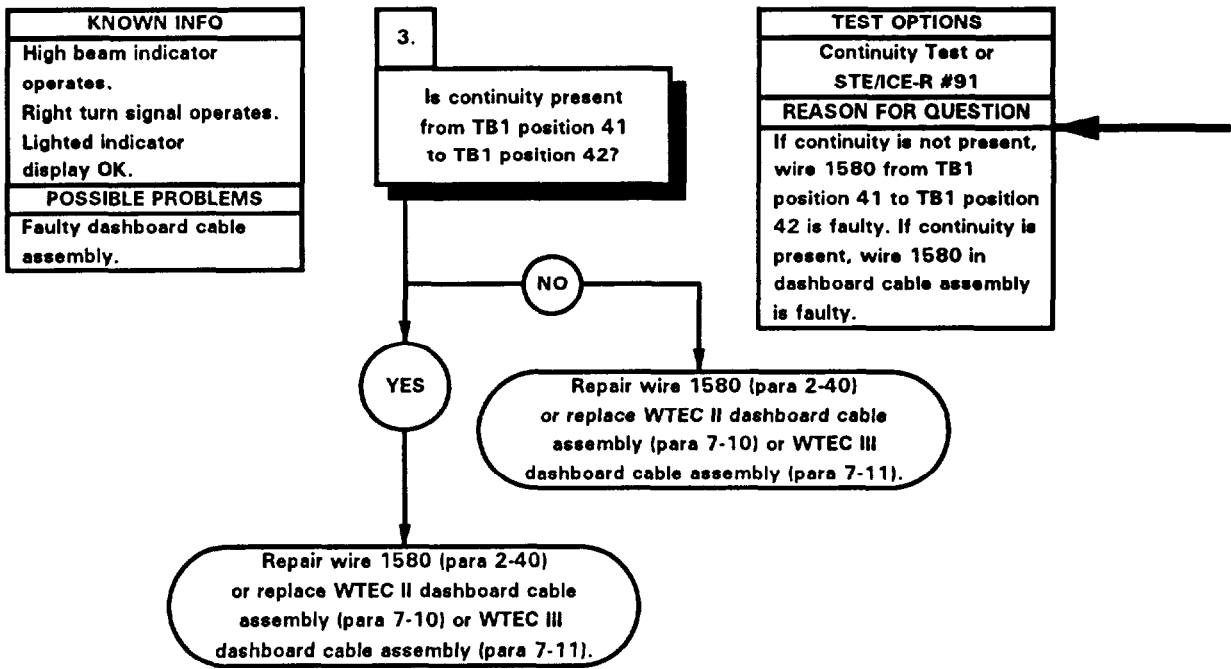 KNOWN INFO
High beam indicator
operates.
Right turn signal operates.
Lighted indicator
display OK.
POSSIBLE PROBLEMS
Faulty dashboard cable
assembly.
3.
Is continuity present
from TB1 position 41
to TB1 position 42?
TEST OPTIONS
Continuity Test or
STE/ICE-R #91
REASON FOR QUESTION
If continuity is not present,
wire 1580 from TB1
position 41 to TB1 position
42 is faulty. If continuity is
present, wire 1580 in
dashboard cable assembly
is faulty.
NO
YES
Repair wire 1580 (para 2-40)
or replace WTEC II dashboard cable
assembly (para 7-10) or WTEC III
dashboard cable assembly (para 7-11).
Repair wire 1580 (para 2-40)
or replace WTEC II dashboard cable
assembly (para 7-10) or WTEC III
dashboard cable assembly (para 7-11).